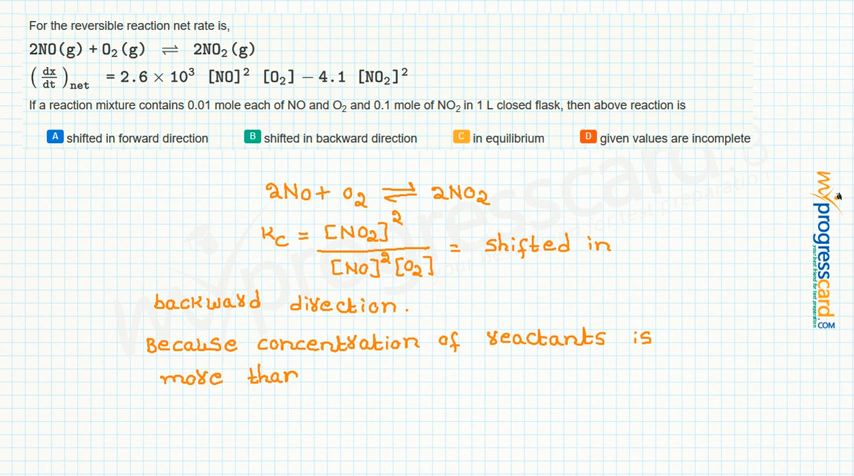 For the reversible reaction net rate is,
2NO(g) + O₂(g) ⇌ 2NO₂(g)
(dx/dt)net = 2.6 × 10³ [NO]² [O₂] − 4.1 [NO₂]²
If a reaction mixture contains 0.01 mole each of NO and O₂ and 0.1 mole of NO₂ in 1 L closed flask, then above reaction is
A shifted in forward direction B shifted in backward direction C in equilibrium D given values are incomplete
2NO + O₂ ⇌ 2NO₂
Kc = [NO₂]² / [NO]² [O₂] = shifted in
backward direction.
Because concentration of reactants is
more than
myprogresscard
.COM